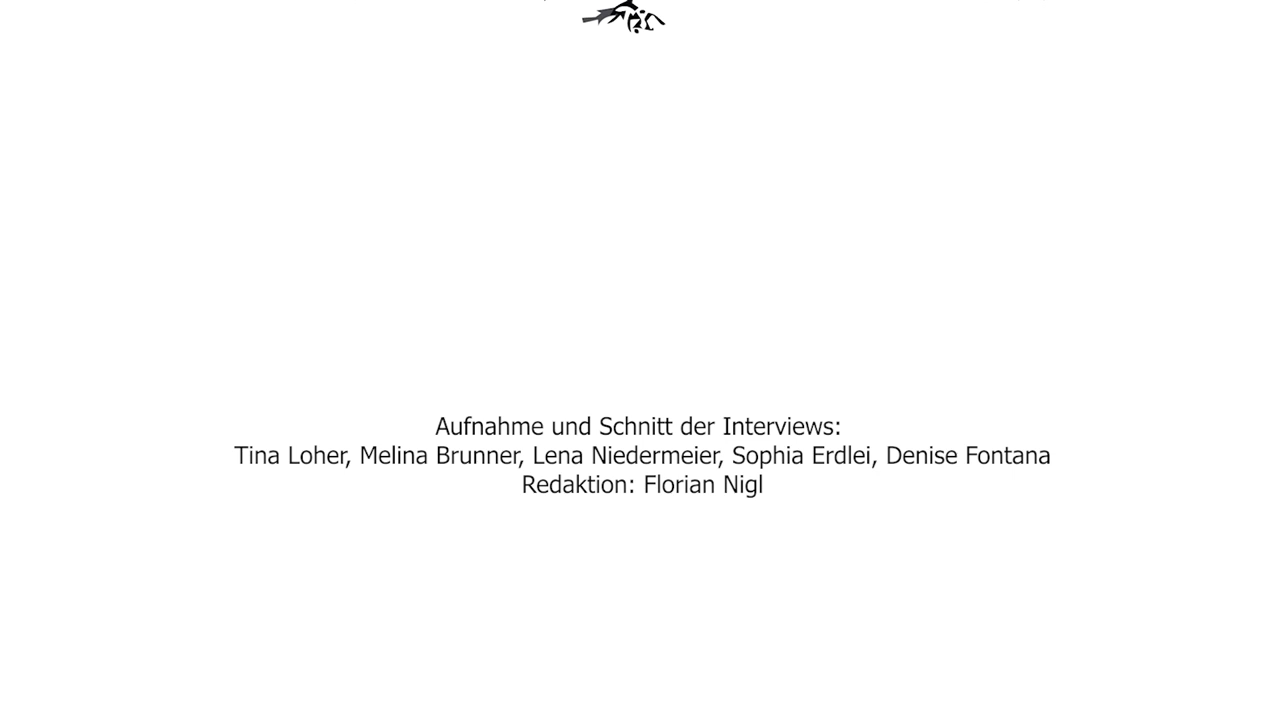 Aufnahme und Schnitt der Interviews:
Tina Loher, Melina Brunner, Lena Niedermeier, Sophia Erdlei, Denise Fontana
Redaktion: Florian Nigl